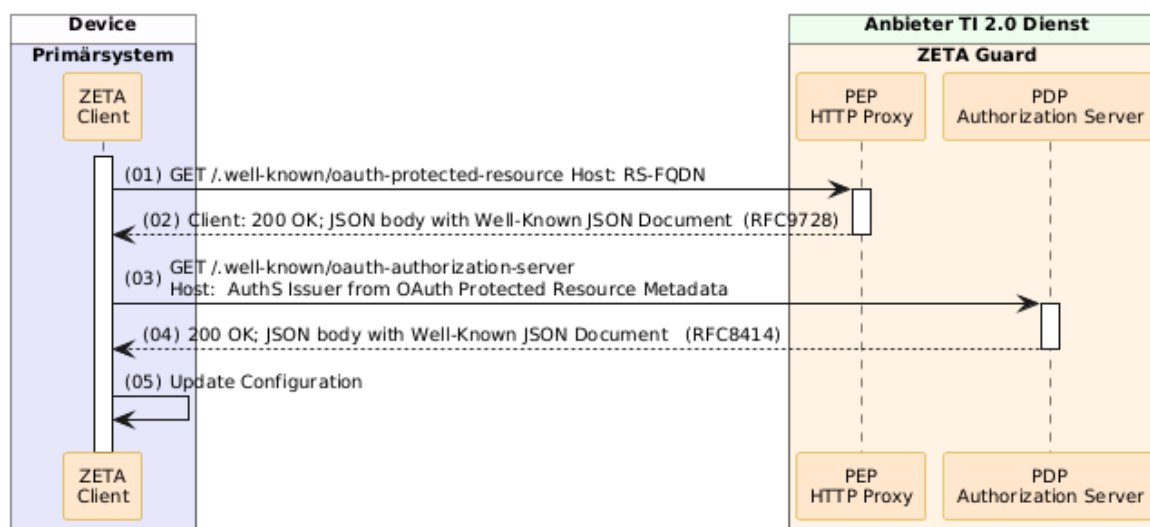 Device
Anbieter TI 2.0 Dienst
Primärsystem
ZETA Guard
ZETA
Client
PEP
HTTP Proxy
PDP
Authorization Server
(01) GET /.well-known/oauth-protected-resource Host: RS-FQDN
(02) Client: 200 OK; JSON body with Well-Known JSON Document (RFC9728)
(03) GET /.well-known/oauth-authorization-server
Host: AuthS Issuer from OAuth Protected Resource Metadata
(04) 200 OK; JSON body with Well-Known JSON Document (RFC8414)
(05) Update Configuration
ZETA
Client
PEP
HTTP Proxy
PDP
Authorization Server